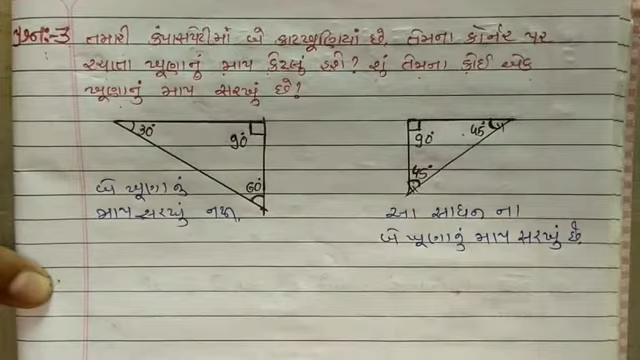 પ્રશ્ન:-3 તમારી કંપાસપેટીમાં બે કાટખૂણિયાં છે. તેમના કોર્નર પર
રચાતા ખૂણાનું માપ કેટલું હશે? શું તેમના કોઈ એક
ખૂણાનું માપ સરખું છે?
30° 90° 60°
90° 45° 45°
બે ખૂણાનું
માપ સરખું નથી.
આ સાધન ના
બે ખૂણાનું માપ સરખું છે